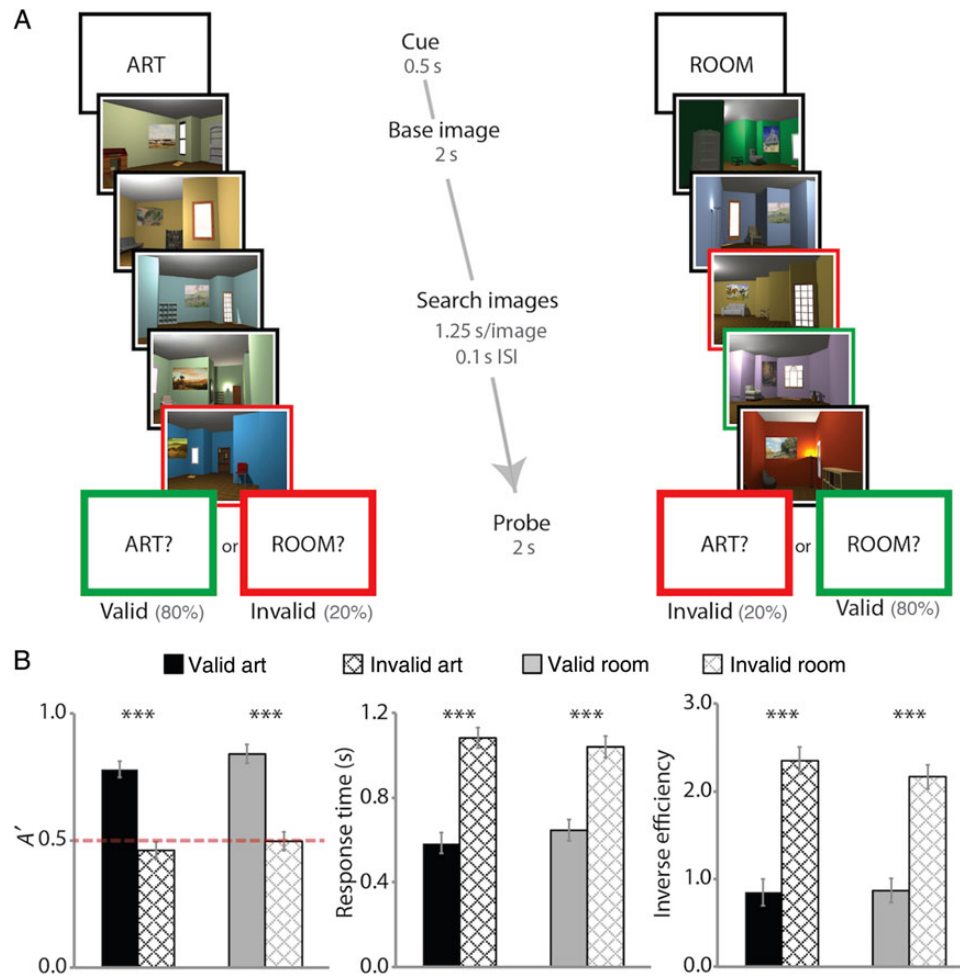 A
ART
Cue
0.5 s
Base image
2 s
Search images
1.25 s/image
0.1 s ISI
Probe
2 s
ROOM
ART? or ROOM?
Valid (80%) Invalid (20%)
ART? or ROOM?
Invalid (20%) Valid (80%)
B
Valid art Invalid art Valid room Invalid room
A′
1.0
0.5
0
*** ***
Response time (s)
1.2
0.8
0.4
0.0
*** ***
Inverse efficiency
3.0
2.0
1.0
0.0
*** ***